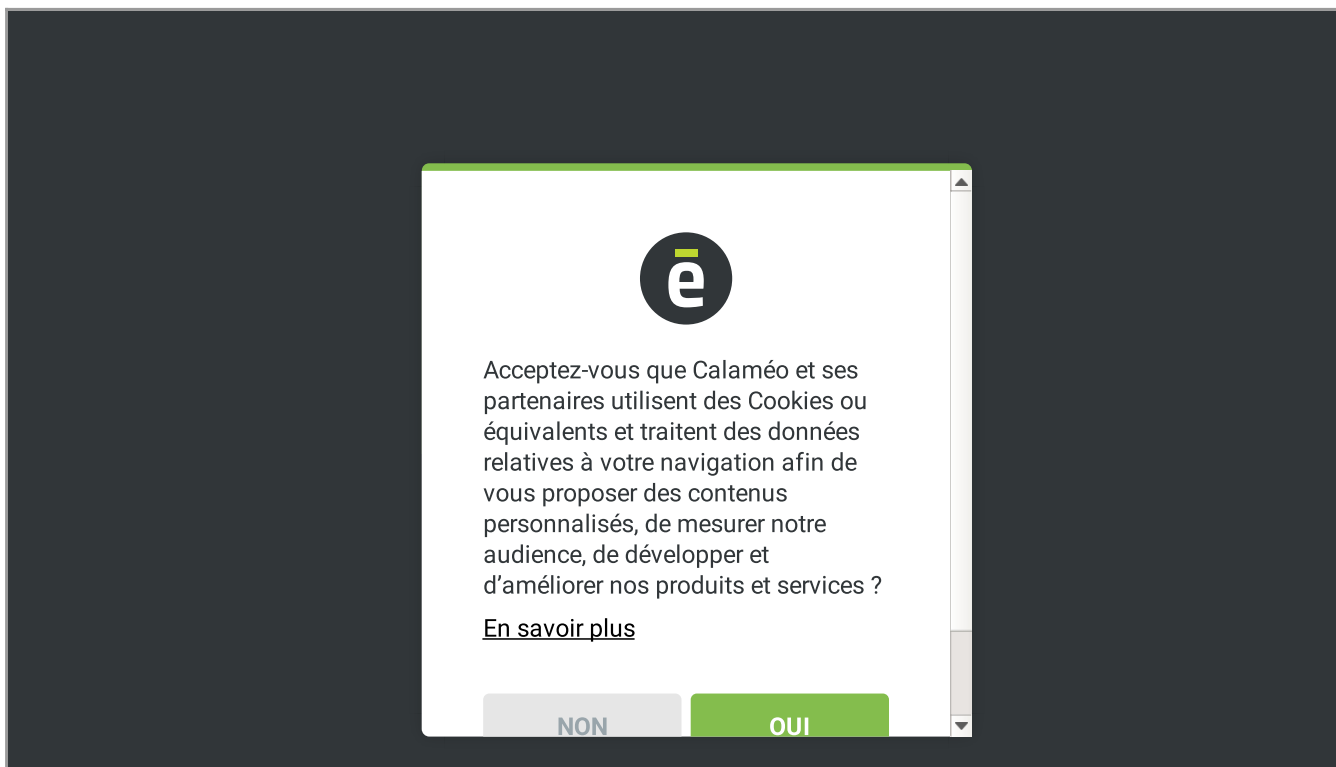 ē
Acceptez-vous que Calaméo et ses
partenaires utilisent des Cookies ou
équivalents et traitent des données
relatives à votre navigation afin de
vous proposer des contenus
personnalisés, de mesurer notre
audience, de développer et
d’améliorer nos produits et services ?
En savoir plus
NON OUI